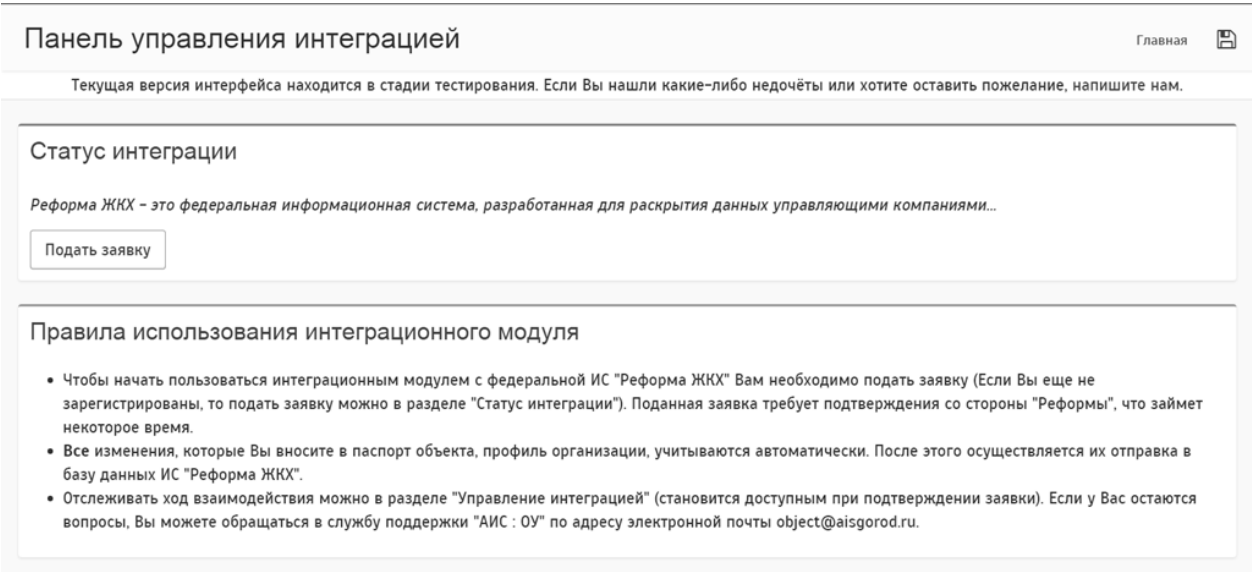 Панель управления интеграцией
Главная
Текущая версия интерфейса находится в стадии тестирования. Если Вы нашли какие-либо недочёты или хотите оставить пожелание, напишите нам.
Статус интеграции
Реформа ЖКХ – это федеральная информационная система, разработанная для раскрытия данных управляющими компаниями...
Подать заявку
Правила использования интеграционного модуля
• Чтобы начать пользоваться интеграционным модулем с федеральной ИС "Реформа ЖКХ" Вам необходимо подать заявку (Если Вы еще не
зарегистрированы, то подать заявку можно в разделе "Статус интеграции"). Поданная заявка требует подтверждения со стороны "Реформы", что займет
некоторое время.
• Все изменения, которые Вы вносите в паспорт объекта, профиль организации, учитываются автоматически. После этого осуществляется их отправка в
базу данных ИС "Реформа ЖКХ".
• Отслеживать ход взаимодействия можно в разделе "Управление интеграцией" (становится доступным при подтверждении заявки). Если у Вас остаются
вопросы, Вы можете обращаться в службу поддержки "АИС : ОУ" по адресу электронной почты object@aisgorod.ru.